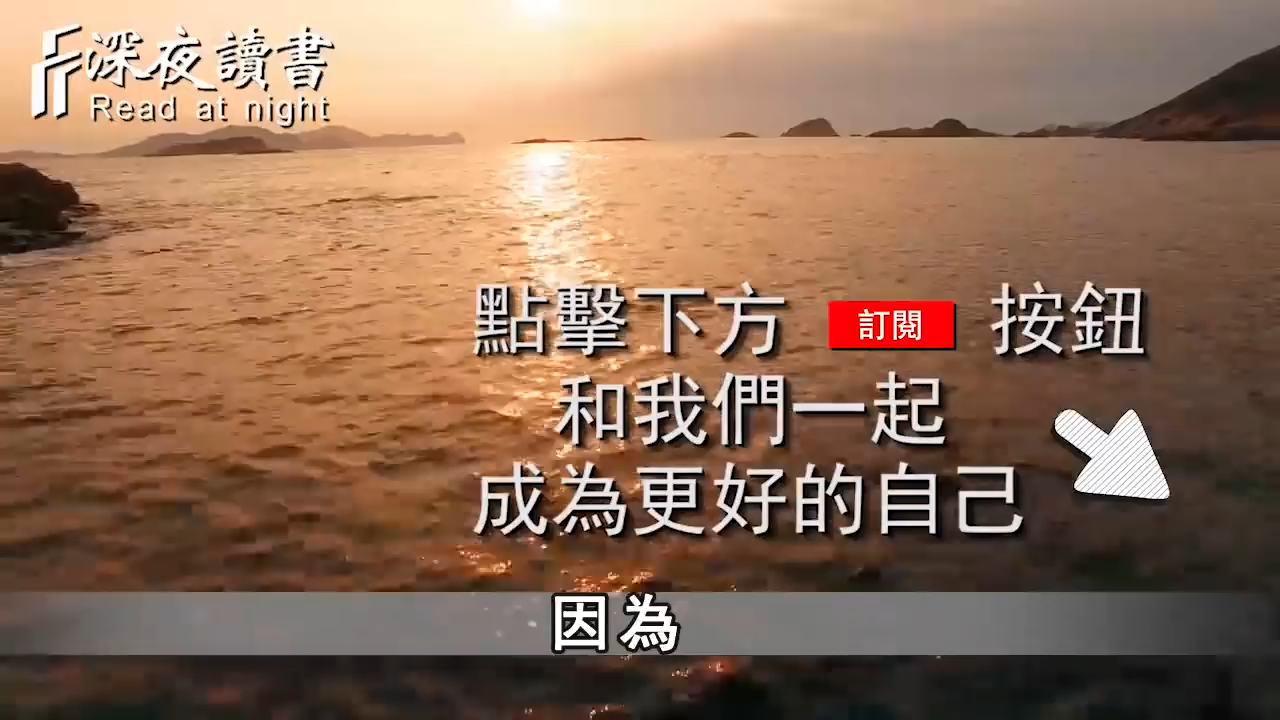 深夜讀書
Read at night
點擊下方 訂閱 按鈕
和我們一起
成為更好的自己
因為